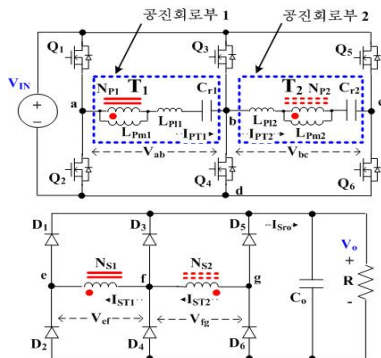 공진회로부 1 공진회로부 2
Q1 Q3 Q5
NP1 T1 Cr1 T2 NP2 Cr2
VIN + -
a LPl1 b LPl2 c
LPm1 IPT1 IPT2 LPm2
Vab Vbc
Q2 Q4 Q6
d
D1 D3 D5 ISro
NS1 NS2 Vo
e f g +
IST1 IST2 Co R
Vef Vfg -
D2 D4 D6